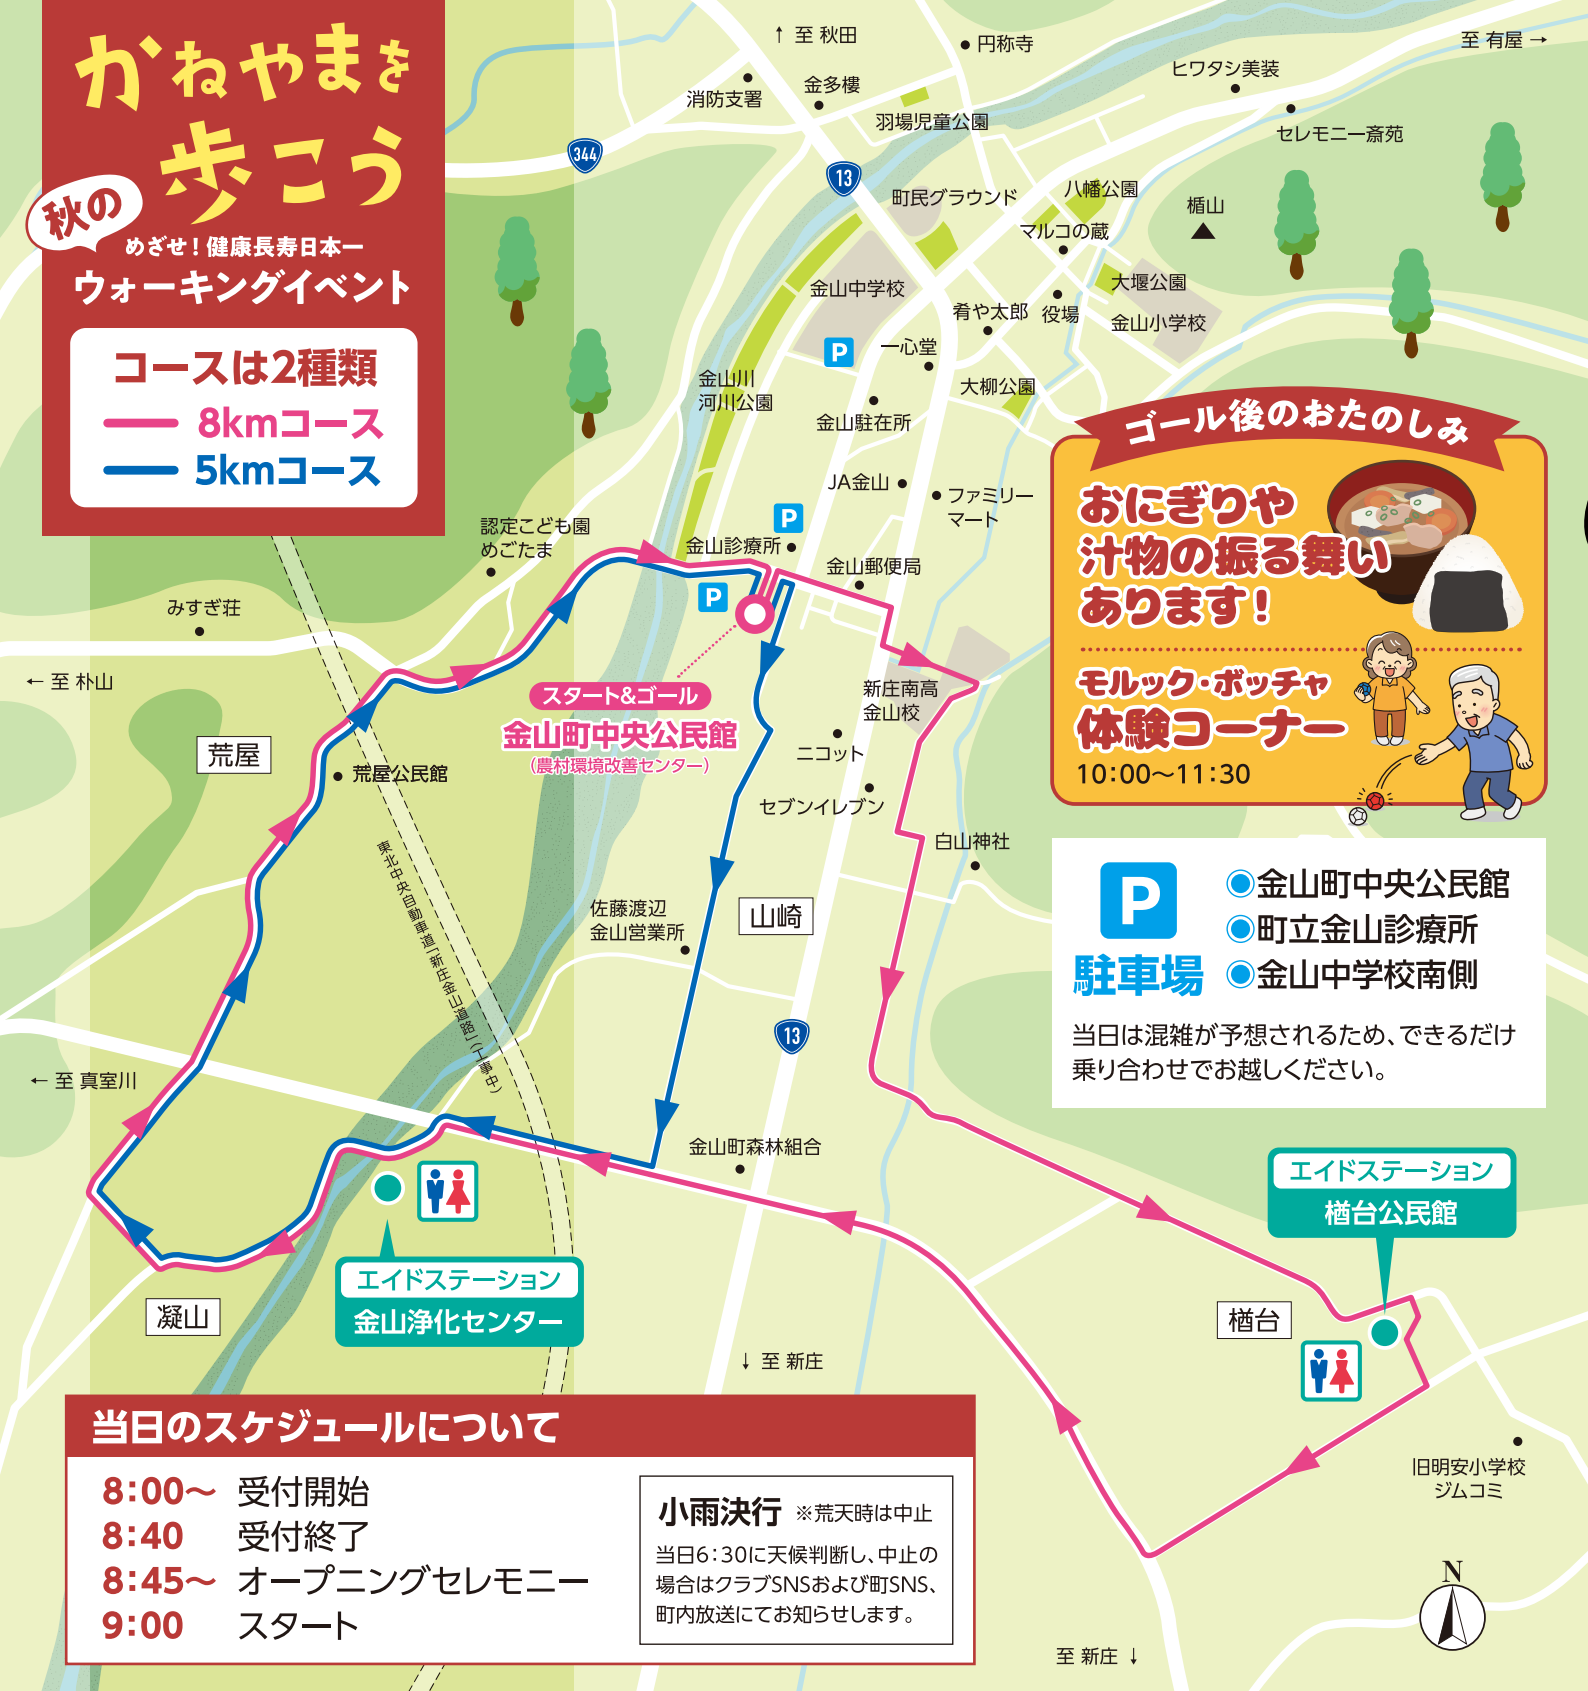 かねやまを
歩こう
秋の
めざせ！健康長寿日本一
ウォーキングイベント
コースは2種類
8kmコース
5kmコース
↑ 至 秋田
円称寺
至 有屋 →
消防支署
金多樓
ヒワタシ美装
羽場児童公園
セレモニー斎苑
344
13
町民グラウンド
八幡公園
楯山
マルコの蔵
金山中学校
大堰公園
肴や太郎
役場
金山小学校
P
一心堂
金山川
河川公園
大柳公園
金山駐在所
JA金山
ファミリー
マート
P
認定こども園
めごたま
金山診療所
金山郵便局
P
みすぎ荘
← 至 朴山
スタート&ゴール
金山町中央公民館
（農村環境改善センター）
新庄南高
金山校
荒屋
荒屋公民館
ニコット
セブンイレブン
白山神社
東北中央自動車道「新庄金山道路」（工事中）
佐藤渡辺
金山営業所
山崎
13
← 至 真室川
金山町森林組合
エイドステーション
金山浄化センター
凝山
↓ 至 新庄
エイドステーション
楢台公民館
楢台
旧明安小学校
ジムコミ
至 新庄 ↓
N
ゴール後のおたのしみ
おにぎりや
汁物の振る舞い
あります！
モルック・ボッチャ
体験コーナー
10：00〜11：30
P
駐車場
◉金山町中央公民館
◉町立金山診療所
◉金山中学校南側
当日は混雑が予想されるため、できるだけ
乗り合わせでお越しください。
当日のスケジュールについて
8：00〜 受付開始
8：40 受付終了
8：45〜 オープニングセレモニー
9：00 スタート
小雨決行 ※荒天時は中止
当日6：30に天候判断し、中止の
場合はクラブSNSおよび町SNS、
町内放送にてお知らせします。